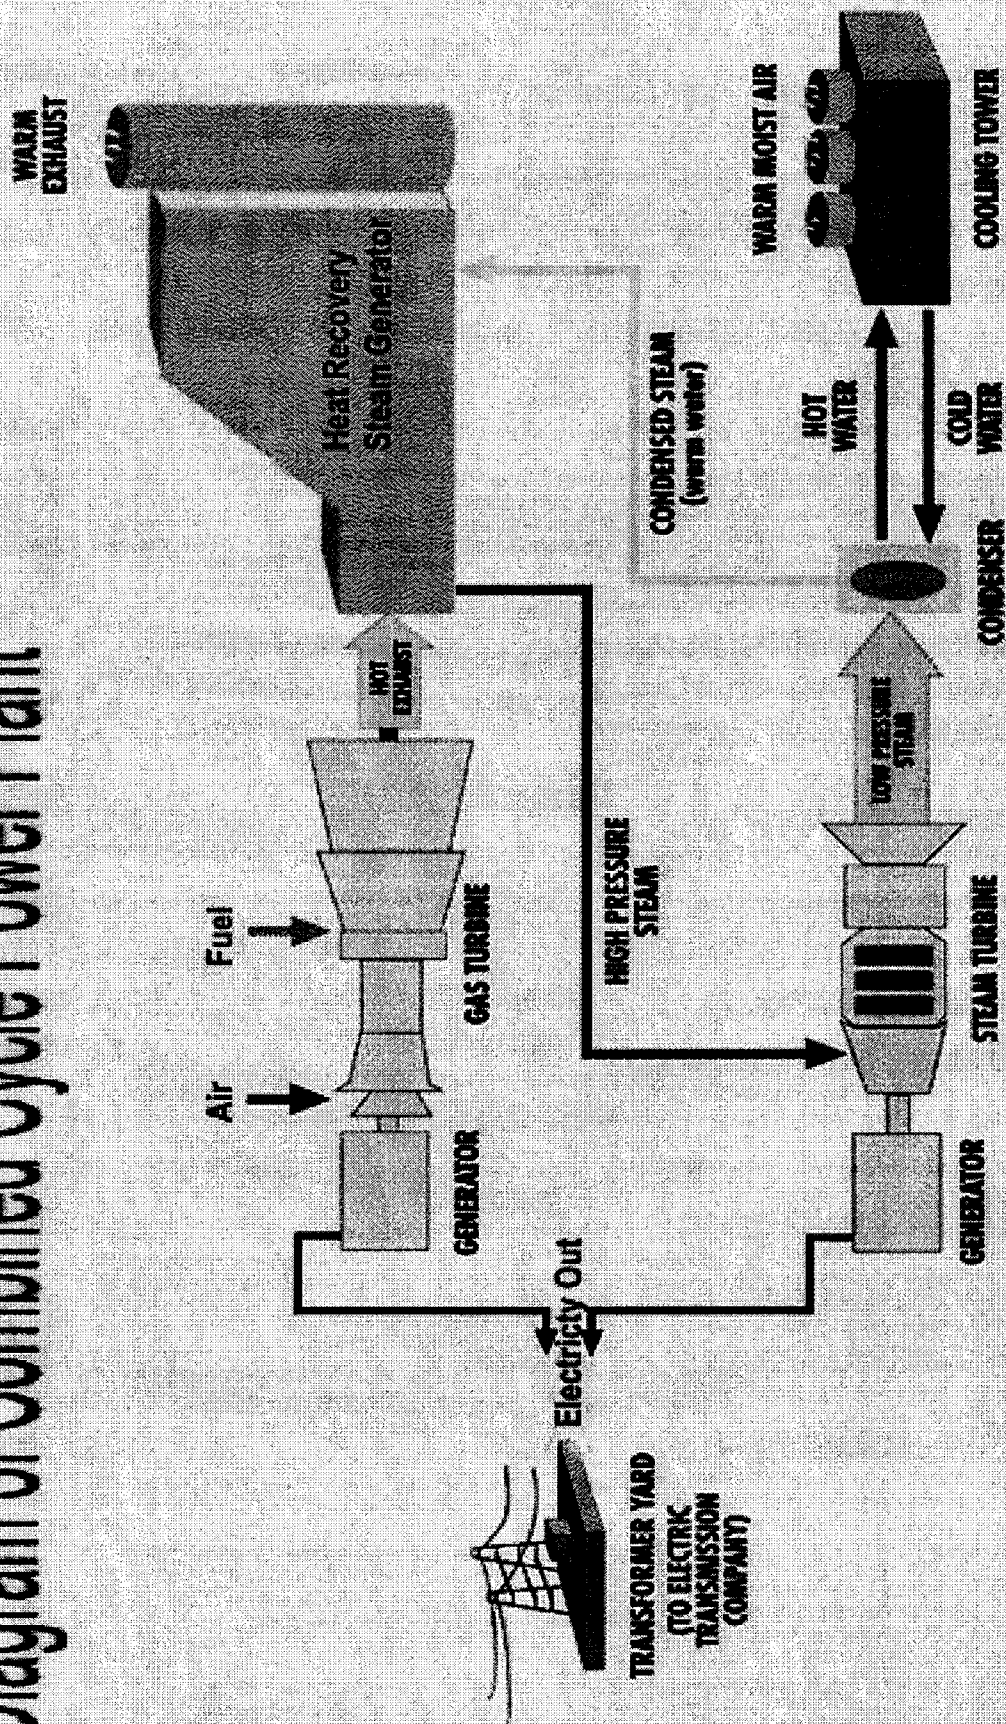 Diagram of Combined Cycle Power Plant
WARM
EXHAUST
Fuel
Air
Heat Recovery
Steam Generator
HOT
EXHAUST
GAS TURBINE
GENERATOR
Electricty Out
TRANSFORMER YARD
(TO ELECTRIC
TRANSMISSION
COMPANY)
HIGH PRESSURE
STEAM
CONDENSED STEAM
(warm water)
WARM MOIST AIR
HOT
WATER
COLD
WATER
COOLING TOWER
LOW PRESSURE
STEAM
CONDENSER
STEAM TURBINE
GENERATOR